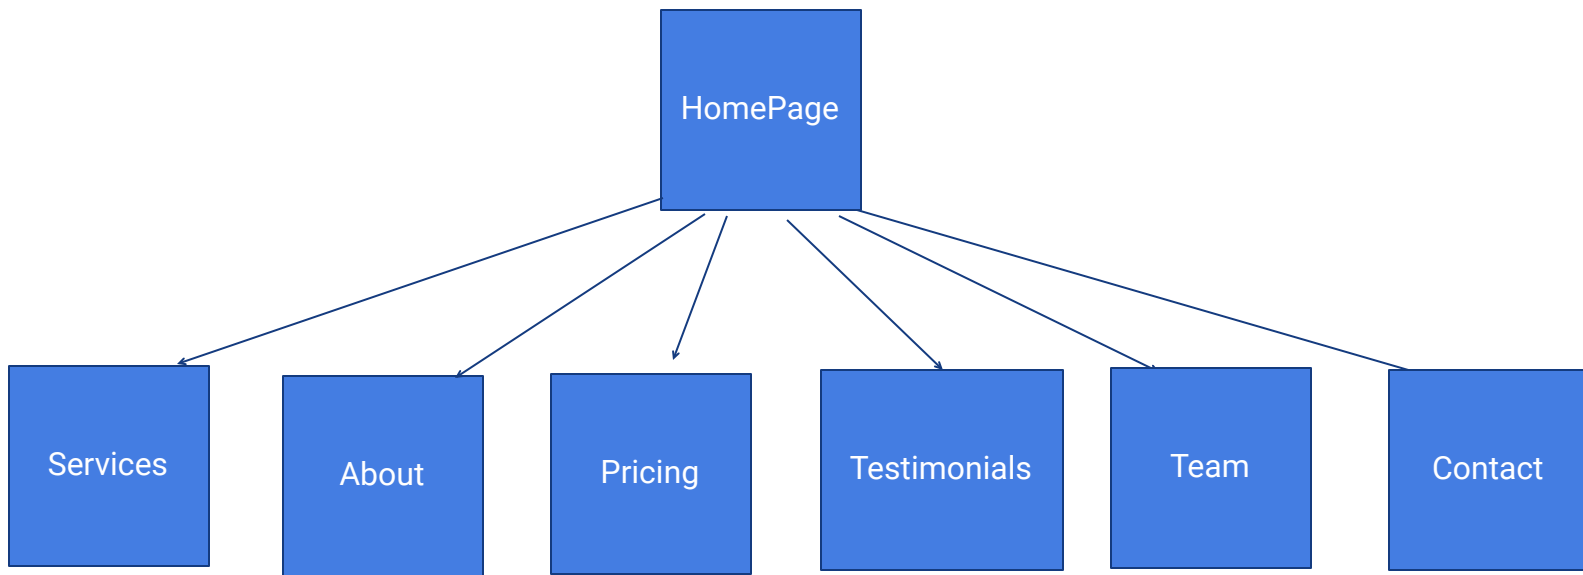 HomePage
Services
About
Pricing
Testimonials
Team
Contact